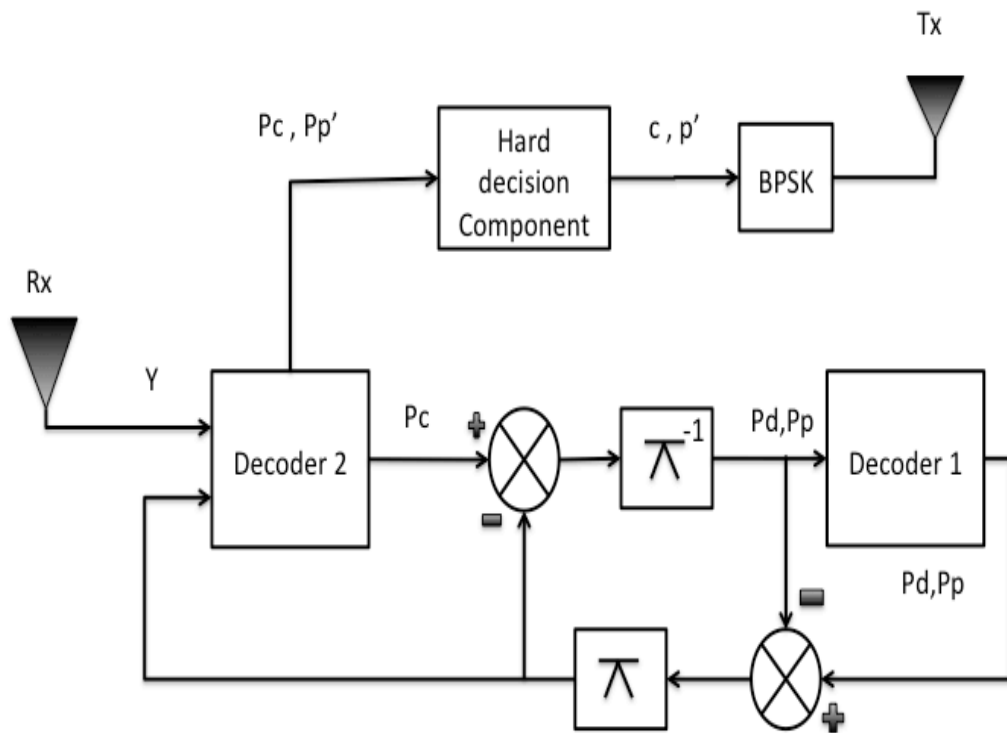 Tx
Pc , Pp’
Hard
decision
Component
c , p’
BPSK
Rx
Y
Decoder 2
Pc
-1
Pd,Pp
Decoder 1
Pd,Pp